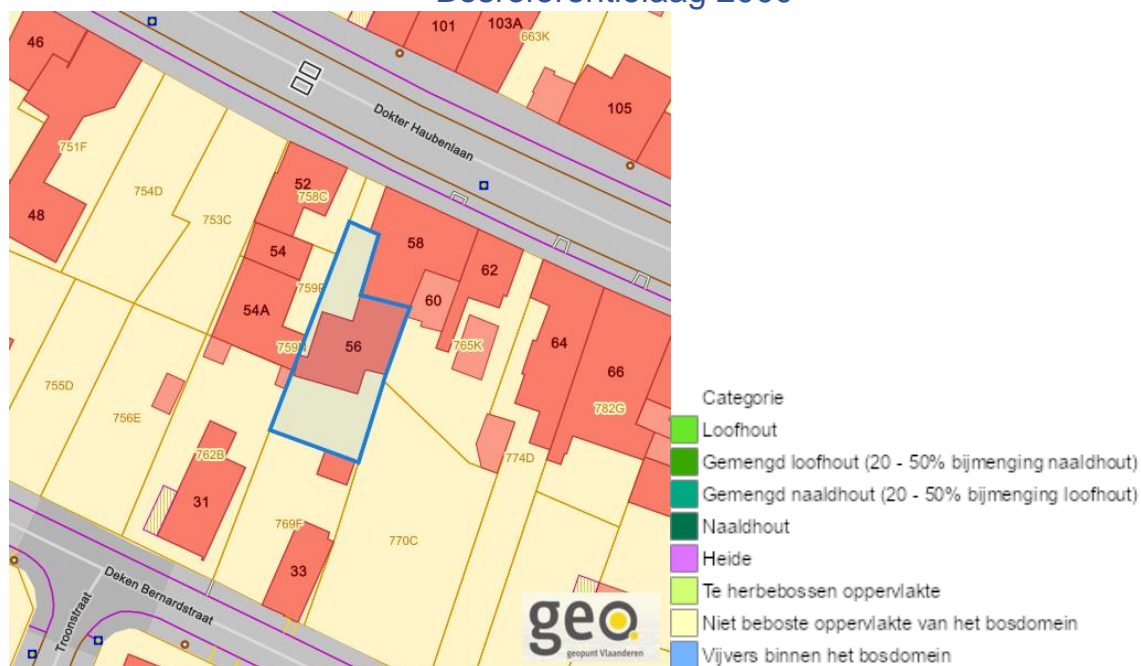 Bosreferentielaag 2000
46
101
103A
663K
105
Dokter Haubenlaan
751F
754D
753C
48
52
758C
54
58
62
60
759P
54A
759N
56
765K
64
66
782G
755D
756E
762B
774D
31
769F
770C
33
Deken Bernardstraat
Troonstraat
geo
geopunt Vlaanderen
Categorie
Loofhout
Gemengd loofhout (20 - 50% bijmenging naaldhout)
Gemengd naaldhout (20 - 50% bijmenging loofhout)
Naaldhout
Heide
Te herbebossen oppervlakte
Niet beboste oppervlakte van het bosdomein
Vijvers binnen het bosdomein